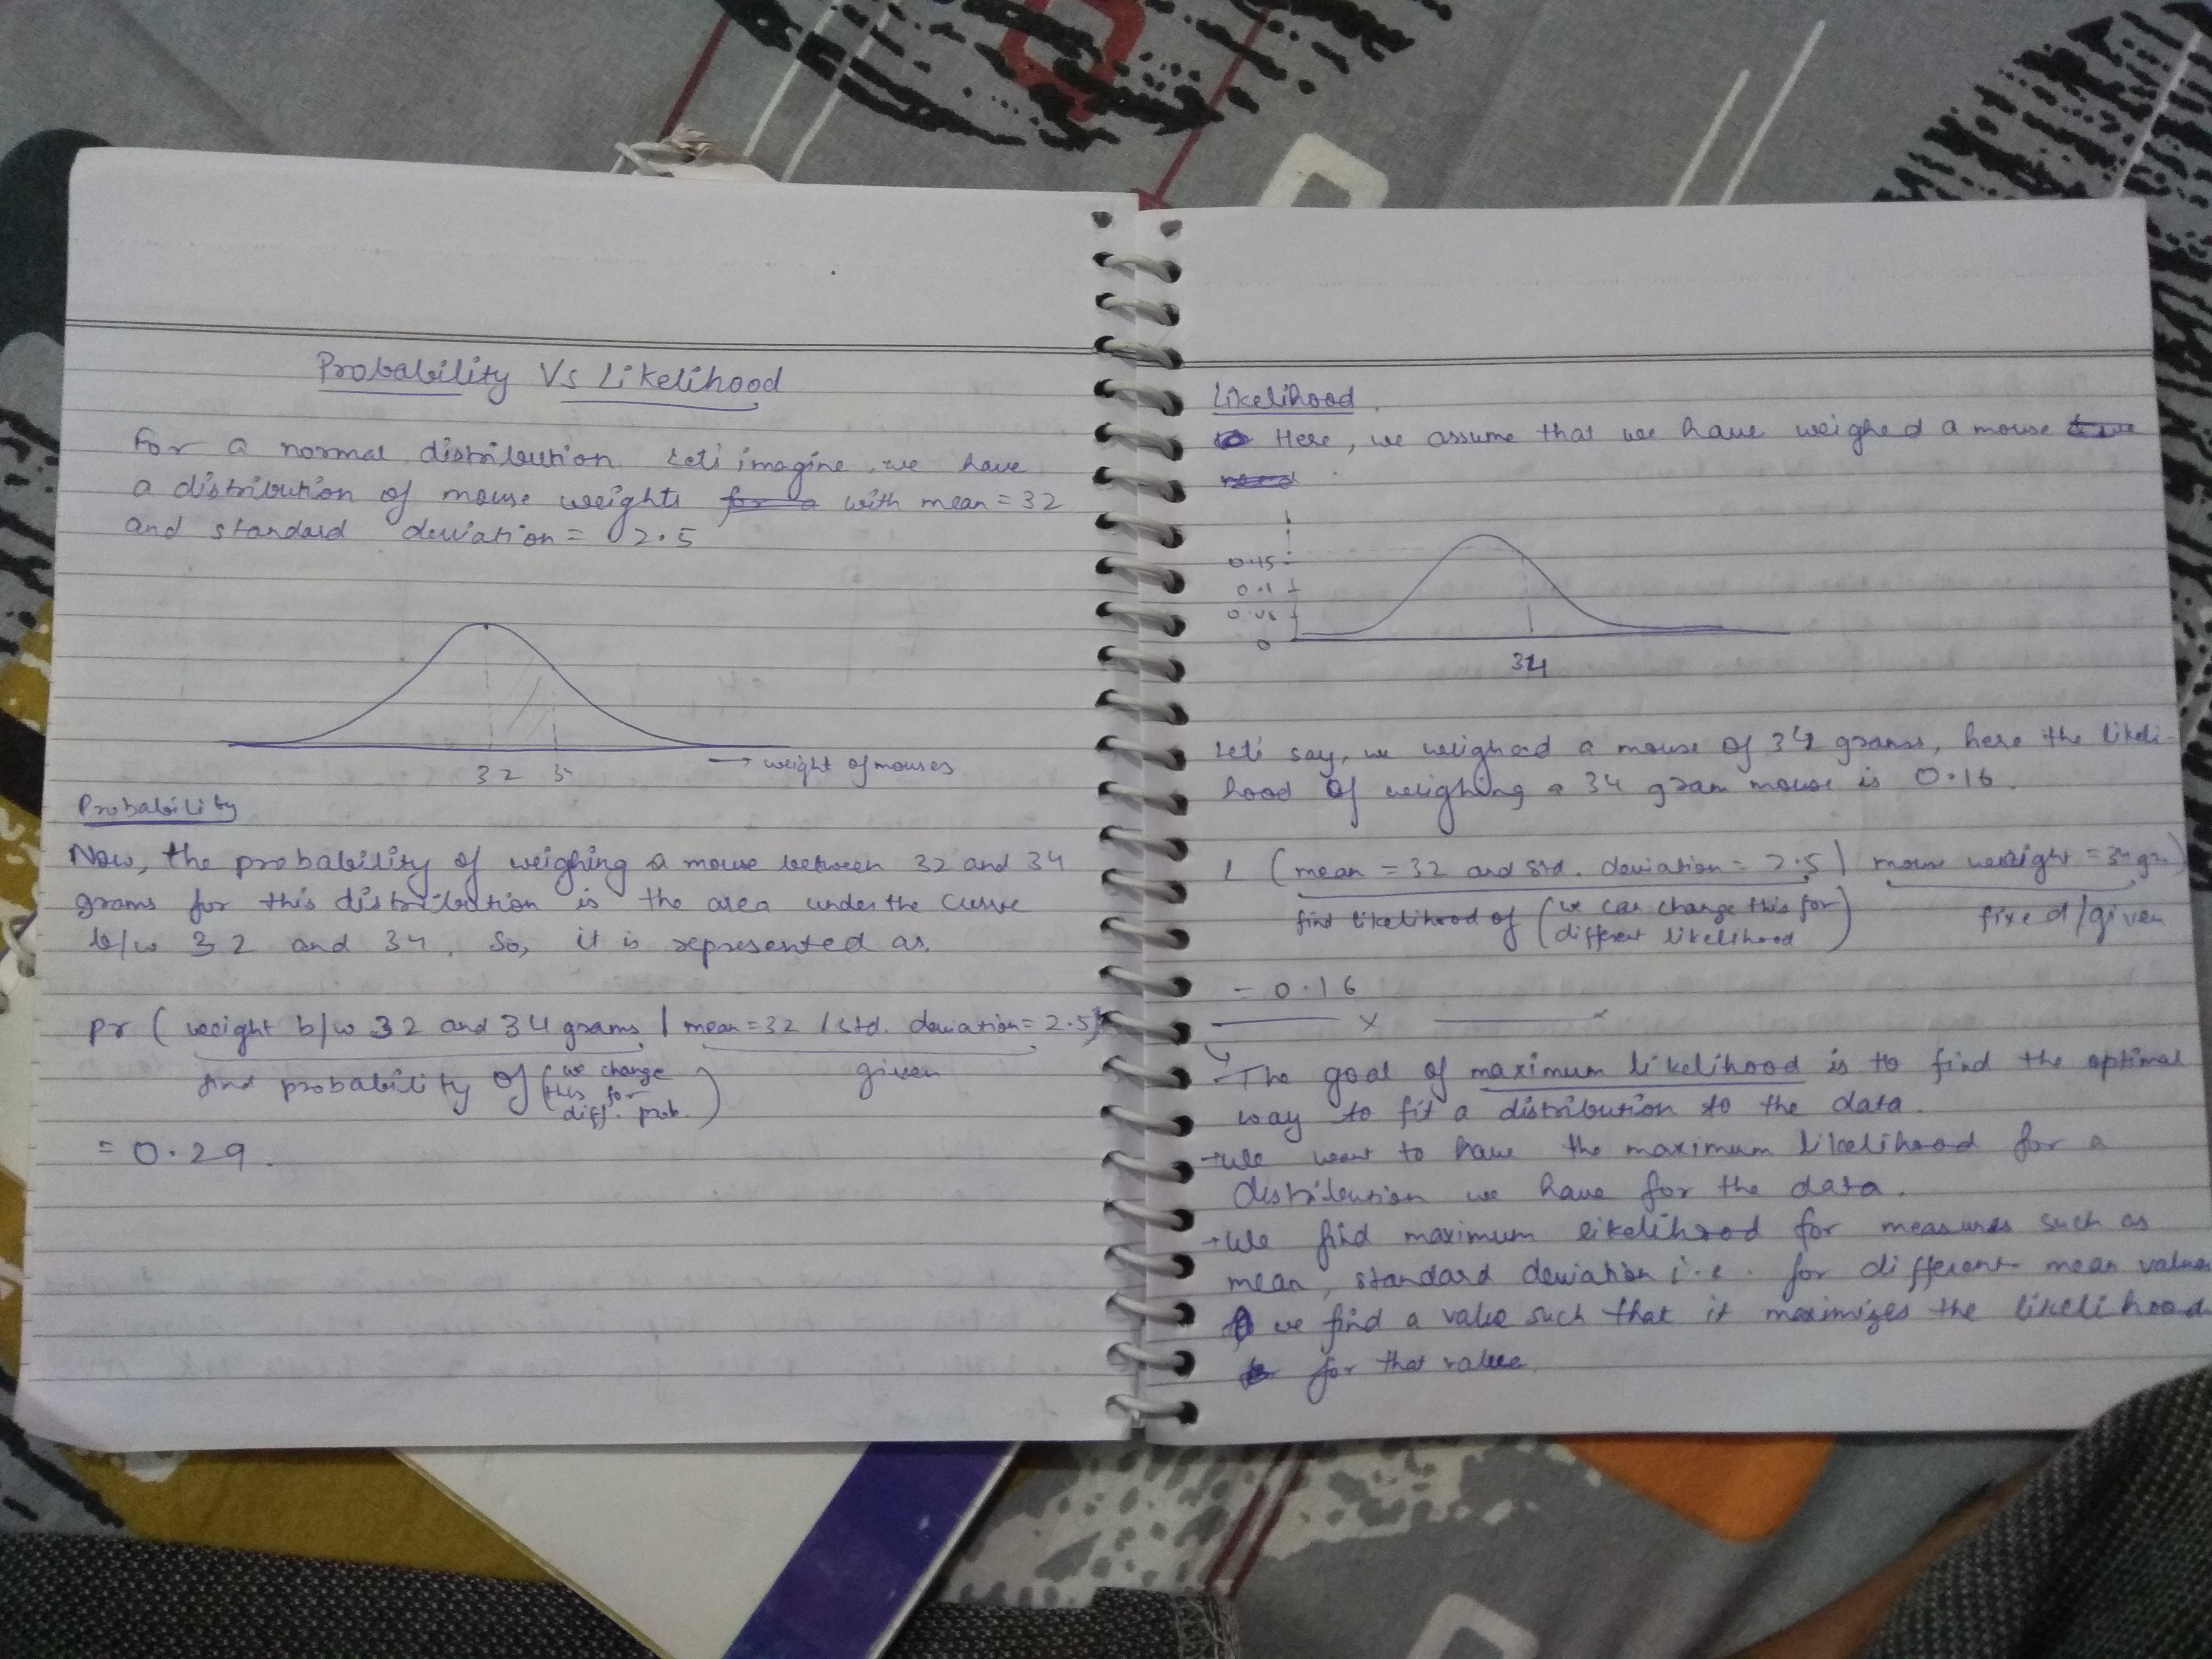 Probability Vs Likelihood
For a normal distribution let's imagine we have
a distribution of mouse weights for a with mean = 32
and standard deviation = 2.5
32 34
→ weight of mouses
Probability
Now, the probability of weighing a mouse between 32 and 34
grams for this distribution is the area under the curve
b/w 32 and 34. So, it is represented as.
pr ( weight b/w 32 and 34 grams | mean = 32 / std. deviation = 2.5)
find probability of ( we change this for diff. prob. ) given
= 0.29.
Likelihood.
Here, we assume that we have weighed a mouse
0.15
0.1
0.05
0
34
Let's say, we weighed a mouse of 34 grams, here the likeli-
hood of weighing a 34 gram mouse is 0.16.
L ( mean = 32 and std. deviation = 2.5 | mouse weight = 34 gm)
find likelihood of ( we can change this for different likelihood ) fixed/given
= 0.16
x x
→ The goal of maximum likelihood is to find the optimal
way to fit a distribution to the data.
→ We want to have the maximum likelihood for a
distribution we have for the data.
→ We find maximum likelihood for measures such as
mean, standard deviation i.e. for different mean values
we find a value such that it maximizes the likelihood
for that value.